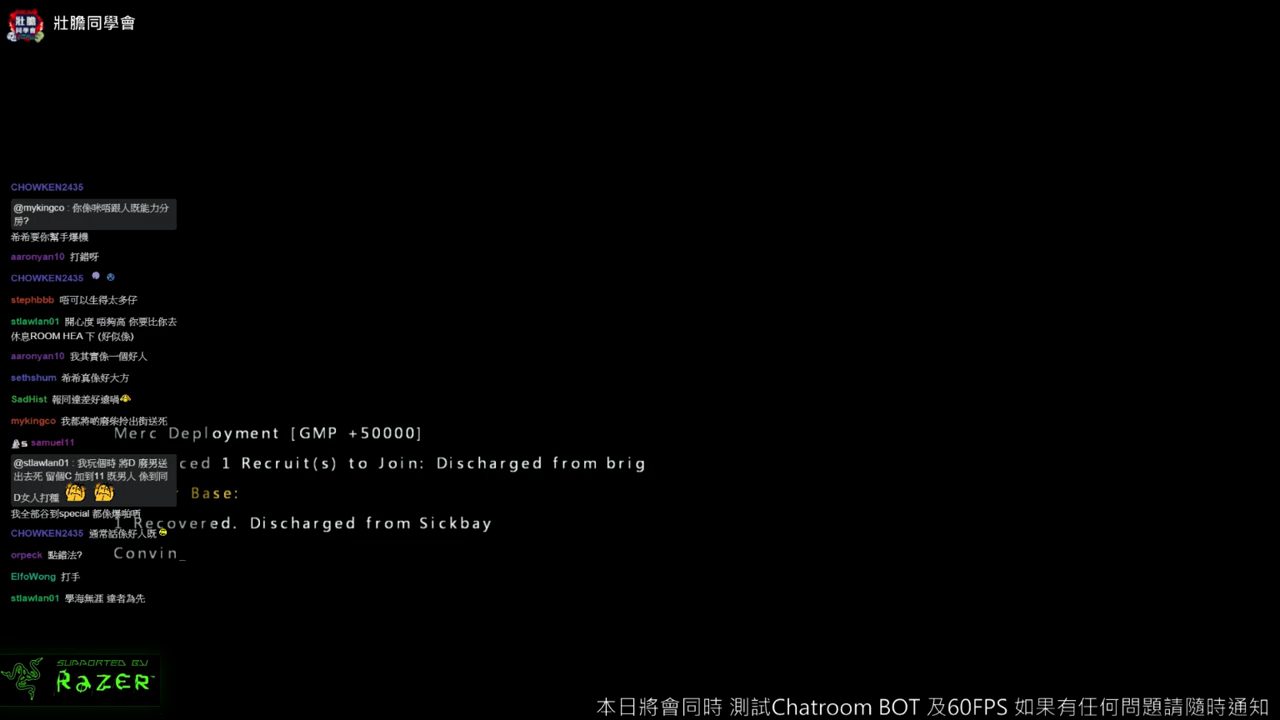 壯膽同學會
CHOWKEN2435
@mykingco : 你係咪唔跟人既能力分
房?
希希要你幫手爆機
aaronyan10 打錯呀
CHOWKEN2435
stephbbb 唔可以生得太多仔
stlawlan01 開心度 唔夠高 你要比你去
休息ROOM HEA 下 (好似係)
aaronyan10 我其實係一個好人
sethshum 希希真係好大方
SadHist 報同達差好遠喎
mykingco 我都將啲廢柴拎出街送死
Merc Deployment [GMP +50000]
samuel11
@stlawlan01 : 我玩個時 將D 廢男送
出去死 留個C 加到11 既男人 係到同
D女人打種
ced 1 Recruit(s) to Join: Discharged from brig
Base:
我全部谷到special 都係爆啪唔
1 Recovered. Discharged from Sickbay
CHOWKEN2435 通常話係好人既
orpeck 點錯法?
Convin_
ElfoWong 打手
stlawlan01 學海無涯 達者為先
SUPPORTED BY
RAZER
本日將會同時 測試Chatroom BOT 及60FPS 如果有任何問題請隨時通知